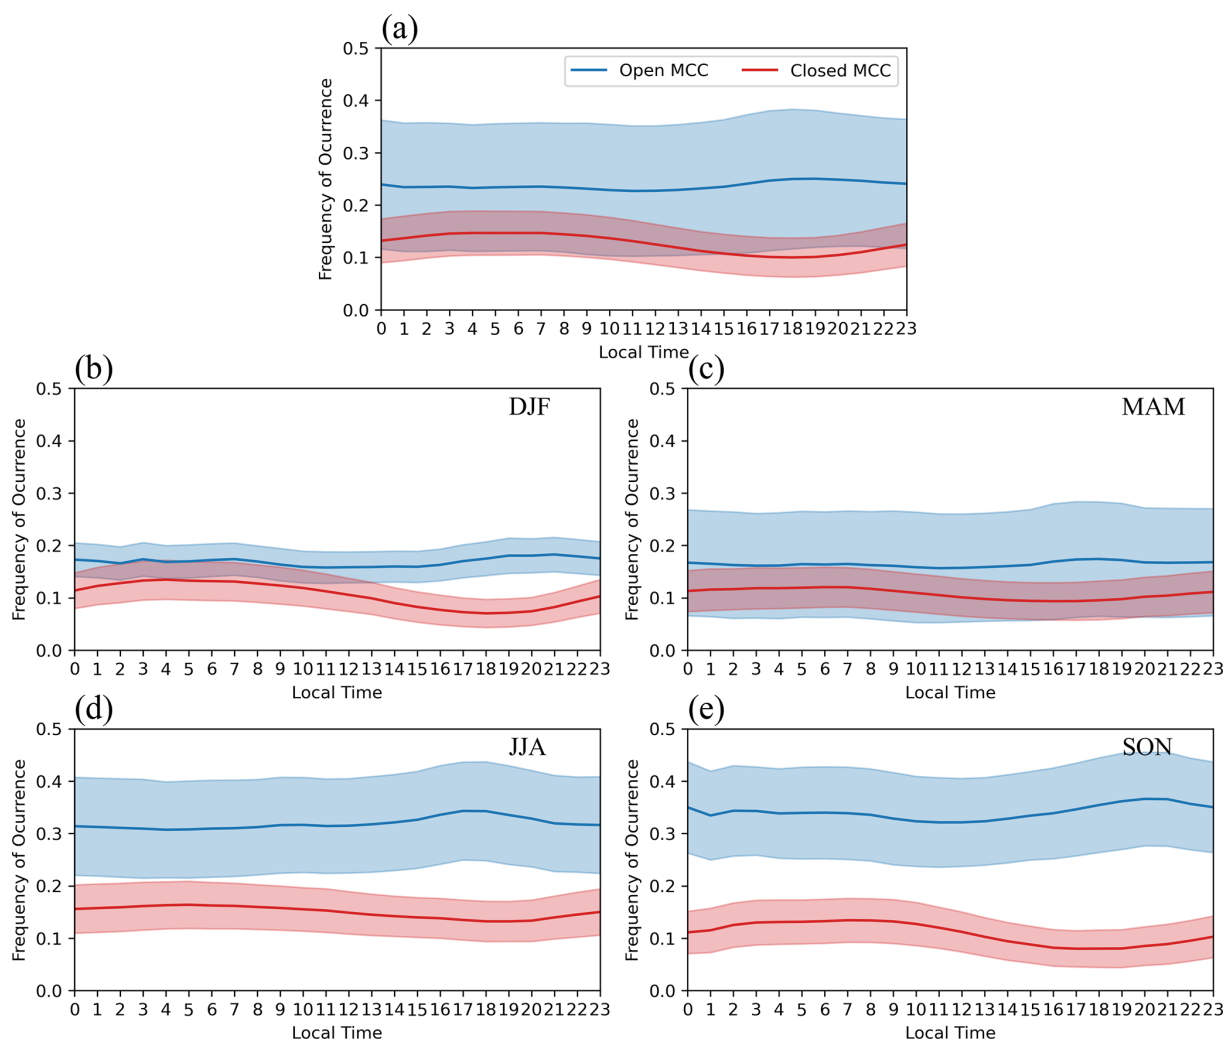 (a)
Frequency of Ocurrence
0.5
0.4
0.3
0.2
0.1
0.0
Open MCC Closed MCC
0 1 2 3 4 5 6 7 8 9 10 11 12 13 14 15 16 17 18 19 20 21 22 23
Local Time
(b)
DJF
Frequency of Ocurrence
0.5
0.4
0.3
0.2
0.1
0.0
0 1 2 3 4 5 6 7 8 9 10 11 12 13 14 15 16 17 18 19 20 21 22 23
Local Time
(c)
MAM
Frequency of Ocurrence
0.5
0.4
0.3
0.2
0.1
0.0
0 1 2 3 4 5 6 7 8 9 10 11 12 13 14 15 16 17 18 19 20 21 22 23
Local Time
(d)
JJA
Frequency of Ocurrence
0.5
0.4
0.3
0.2
0.1
0.0
0 1 2 3 4 5 6 7 8 9 10 11 12 13 14 15 16 17 18 19 20 21 22 23
Local Time
(e)
SON
Frequency of Ocurrence
0.5
0.4
0.3
0.2
0.1
0.0
0 1 2 3 4 5 6 7 8 9 10 11 12 13 14 15 16 17 18 19 20 21 22 23
Local Time